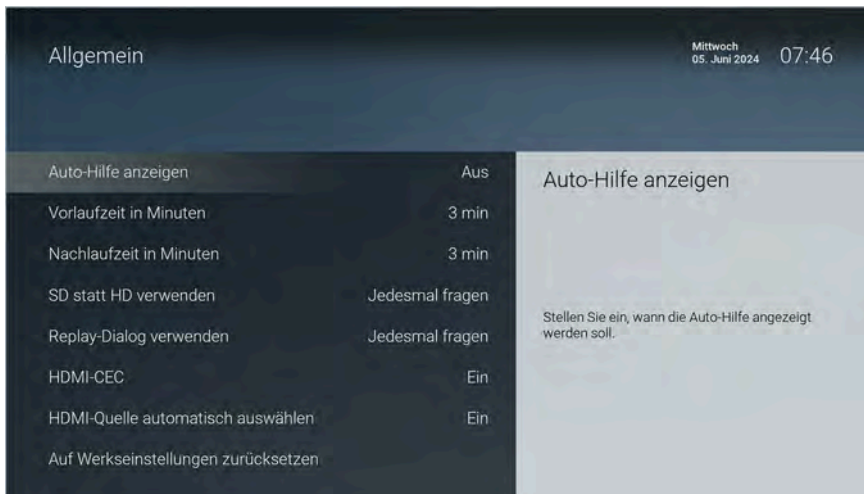 Allgemein
Mittwoch
05. Juni 2024
07:46
Auto-Hilfe anzeigen Aus
Vorlaufzeit in Minuten 3 min
Nachlaufzeit in Minuten 3 min
SD statt HD verwenden Jedesmal fragen
Replay-Dialog verwenden Jedesmal fragen
HDMI-CEC Ein
HDMI-Quelle automatisch auswählen Ein
Auf Werkseinstellungen zurücksetzen
Auto-Hilfe anzeigen
Stellen Sie ein, wann die Auto-Hilfe angezeigt
werden soll.